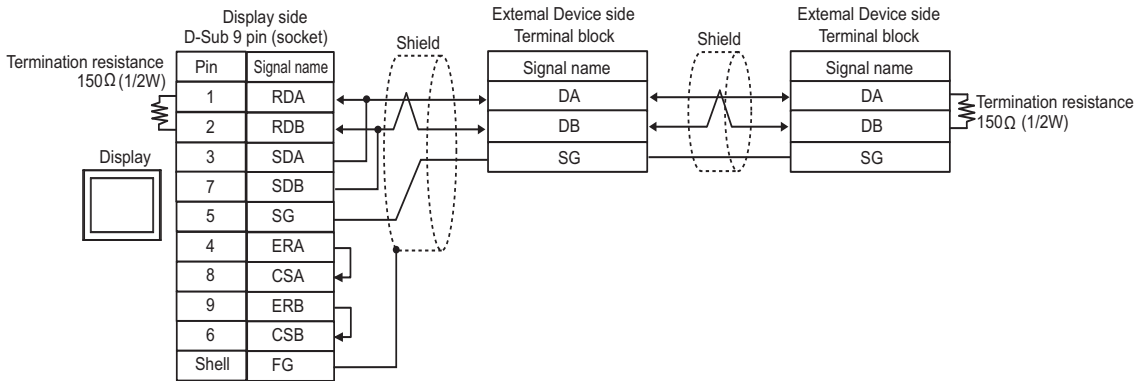 Display side
D-Sub 9 pin (socket)
External Device side
Terminal block
External Device side
Terminal block
Shield
Shield
Termination resistance
150Ω (1/2W)
Pin Signal name
1 RDA
2 RDB
3 SDA
7 SDB
5 SG
4 ERA
8 CSA
9 ERB
6 CSB
Shell FG
Display
Signal name
DA
DB
SG
Signal name
DA
DB
SG
Termination resistance
150Ω (1/2W)